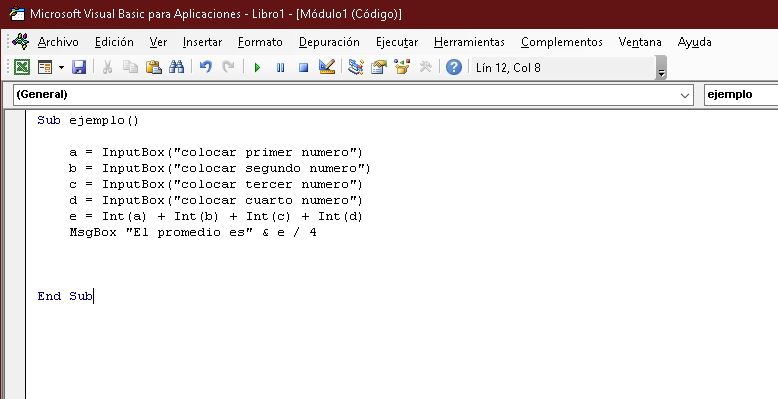 Microsoft Visual Basic para Aplicaciones - Libro1 - [Módulo1 (Código)]
Archivo Edición Ver Insertar Formato Depuración Ejecutar Herramientas Complementos Ventana Ayuda
Lín 12, Col 8
(General) ejemplo
Sub ejemplo()
a = InputBox("colocar primer numero")
b = InputBox("colocar segundo numero")
c = InputBox("colocar tercer numero")
d = InputBox("colocar cuarto numero")
e = Int(a) + Int(b) + Int(c) + Int(d)
MsgBox "El promedio es" & e / 4
End Sub